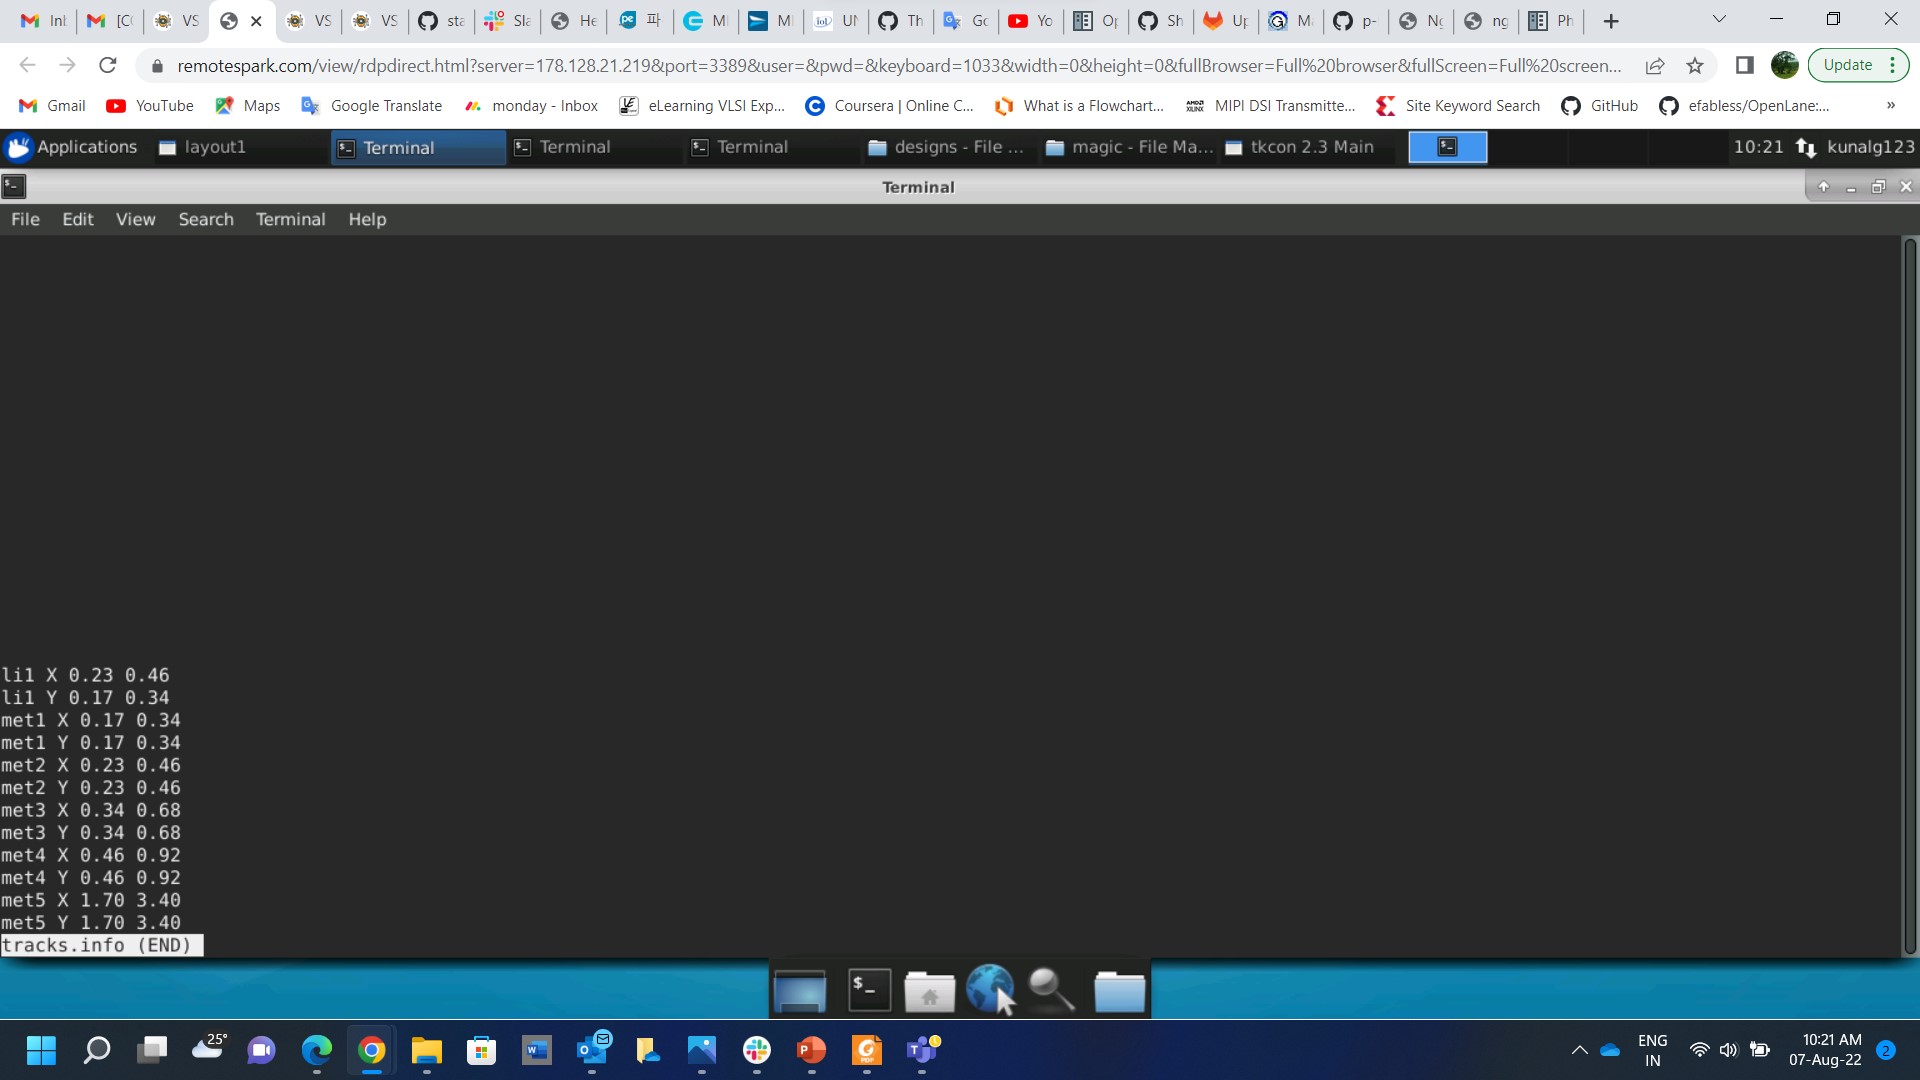 Inl
[C
VS
VS
VS
sta
Sla
He
파
M
MI
UN
Th
Go
Yo
Op
Sh
Up
M
p-
Ng
ng
Ph
remotespark.com/view/rdpdirect.html?server=178.128.21.219&port=3389&user=&pwd=&keyboard=1033&width=0&height=0&fullBrowser=Full%20browser&fullScreen=Full%20screen...
Update
Gmail
YouTube
Maps
Google Translate
monday - Inbox
eLearning VLSI Exp...
Coursera | Online C...
What is a Flowchart...
MIPI DSI Transmitte...
Site Keyword Search
GitHub
efabless/OpenLane:...
»
Applications
layout1
Terminal
Terminal
Terminal
designs - File ...
magic - File Ma...
tkcon 2.3 Main
10:21
kunalg123
Terminal
File Edit View Search Terminal Help
li1 X 0.23 0.46
li1 Y 0.17 0.34
met1 X 0.17 0.34
met1 Y 0.17 0.34
met2 X 0.23 0.46
met2 Y 0.23 0.46
met3 X 0.34 0.68
met3 Y 0.34 0.68
met4 X 0.46 0.92
met4 Y 0.46 0.92
met5 X 1.70 3.40
met5 Y 1.70 3.40
tracks.info (END)
25°
ENG
IN
10:21 AM
07-Aug-22
2